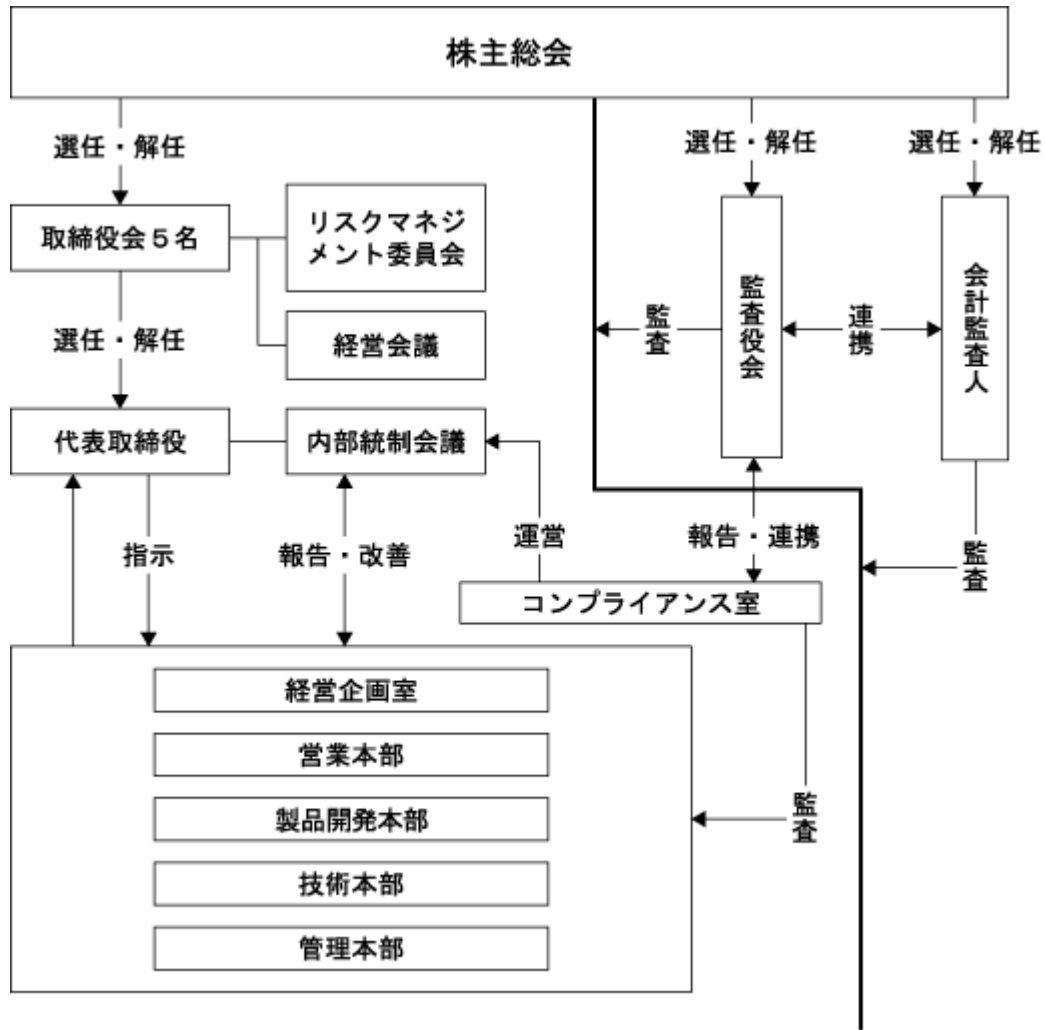 株主総会
選任・解任
選任・解任
選任・解任
取締役会5名
リスクマネジ
メント委員会
経営会議
監査
監査役会
連携
会計監査人
選任・解任
代表取締役
内部統制会議
指示
報告・改善
運営
報告・連携
監査
コンプライアンス室
経営企画室
営業本部
製品開発本部
技術本部
管理本部
監査